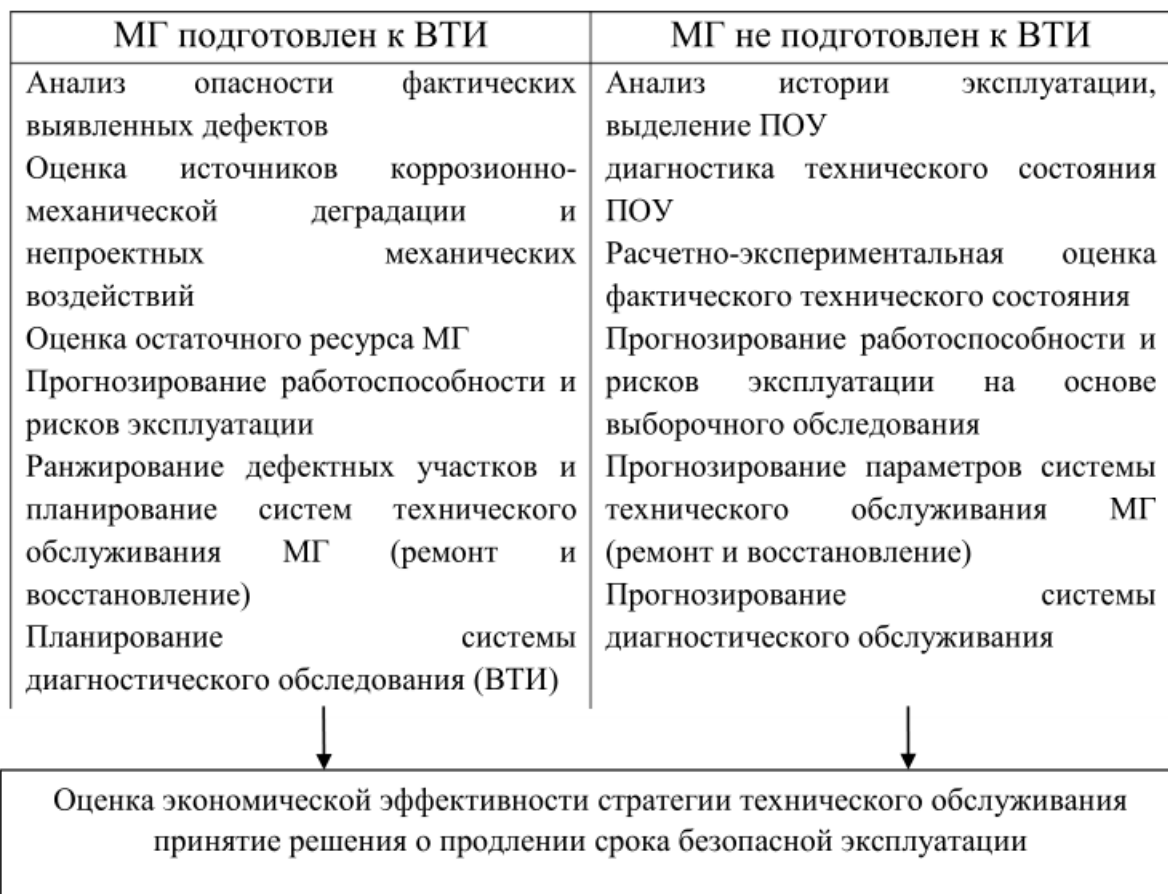 МГ подготовлен к ВТИ
Анализ опасности фактических
выявленных дефектов
Оценка источников коррозионно-
механической деградации и
непроектных механических
воздействий
Оценка остаточного ресурса МГ
Прогнозирование работоспособности и
рисков эксплуатации
Ранжирование дефектных участков и
планирование систем технического
обслуживания МГ (ремонт и
восстановление)
Планирование системы
диагностического обследования (ВТИ)
МГ не подготовлен к ВТИ
Анализ истории эксплуатации,
выделение ПОУ
диагностика технического состояния
ПОУ
Расчетно-экспериментальная оценка
фактического технического состояния
Прогнозирование работоспособности и
рисков эксплуатации на основе
выборочного обследования
Прогнозирование параметров системы
технического обслуживания МГ
(ремонт и восстановление)
Прогнозирование системы
диагностического обслуживания
Оценка экономической эффективности стратегии технического обслуживания
принятие решения о продлении срока безопасной эксплуатации